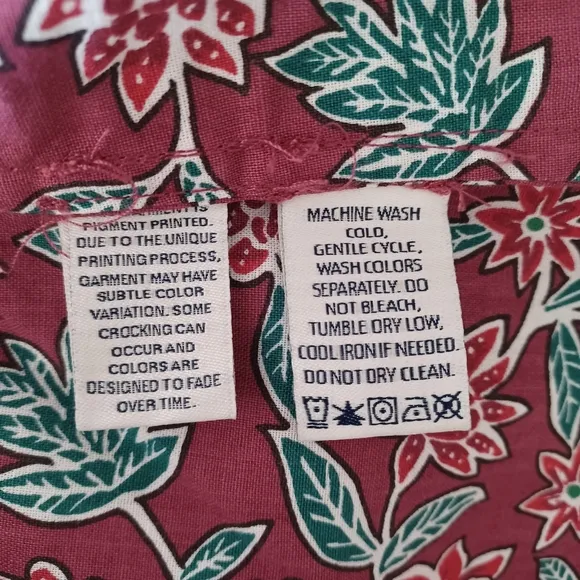 GARMENT IS
PIGMENT PRINTED.
DUE TO THE UNIQUE
PRINTING PROCESS,
GARMENT MAY HAVE
SUBTLE COLOR
VARIATION. SOME
CROCKING CAN
OCCUR AND
COLORS ARE
DESIGNED TO FADE
OVER TIME.
MACHINE WASH
COLD,
GENTLE CYCLE,
WASH COLORS
SEPARATELY. DO
NOT BLEACH,
TUMBLE DRY LOW,
COOL IRON IF NEEDED.
DO NOT DRY CLEAN.